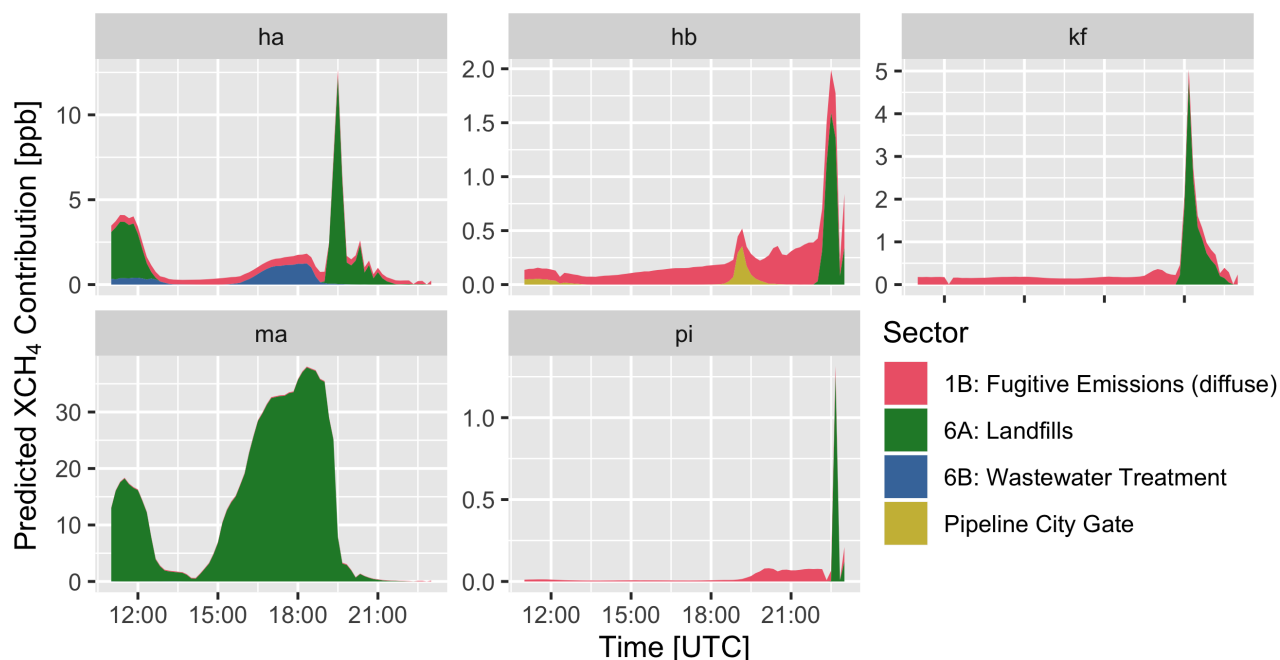 ha
hb
kf
10
5
0
2.0
1.5
1.0
0.5
0.0
5
4
3
2
1
0
Predicted XCH₄ Contribution [ppb]
ma
pi
30
20
10
0
1.0
0.5
0.0
12:00 15:00 18:00 21:00
12:00 15:00 18:00 21:00
Time [UTC]
Sector
1B: Fugitive Emissions (diffuse)
6A: Landfills
6B: Wastewater Treatment
Pipeline City Gate